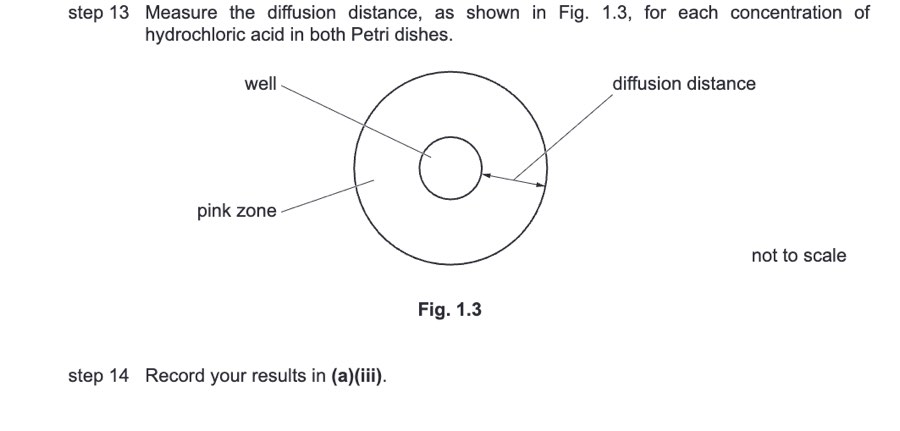 step 13 Measure the diffusion distance, as shown in Fig. 1.3, for each concentration of
hydrochloric acid in both Petri dishes.
well
diffusion distance
pink zone
not to scale
Fig. 1.3
step 14 Record your results in (a)(iii).